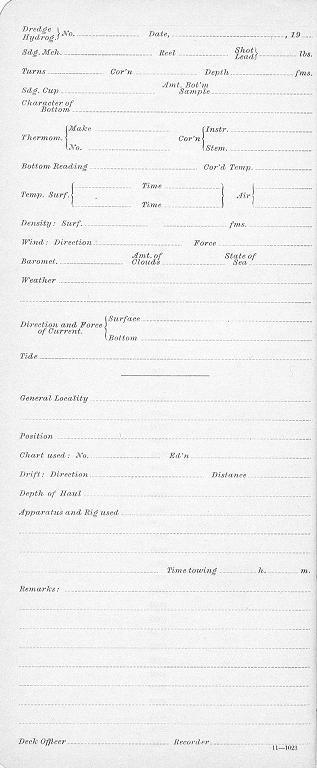 Dredge
Hydrog. } No. Date, , 19
Sdg. Mch. Reel Shot
Lead lbs.
Turns Cor'n Depth fms.
Sdg. Cup Amt. Bot'm
Sample
Character of
Bottom
Thermom. { Make
No. Cor'n { Instr.
Stem.
Bottom Reading Cor'd Temp.
Temp. Surf. { Time
Time } Air { }
Density: Surf. fms.
Wind: Direction Force
Baromet. Amt. of
Clouds State of
Sea
Weather
Direction and Force
of Current. { Surface
Bottom
Tide
General Locality
Position
Chart used: No. Ed'n
Drift: Direction Distance
Depth of Haul
Apparatus and Rig used
Time towing h. m.
Remarks:
Deck Officer Recorder
11—1023